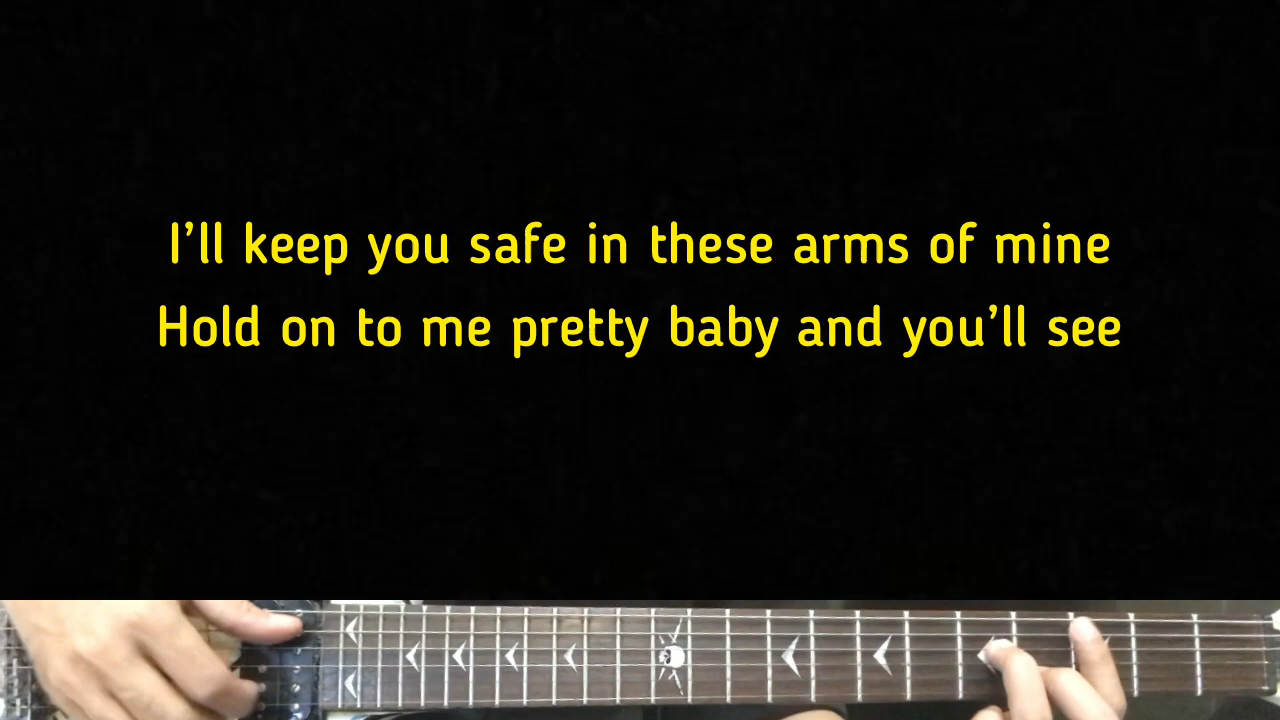 I'll keep you safe in these arms of mine
Hold on to me pretty baby and you'll see